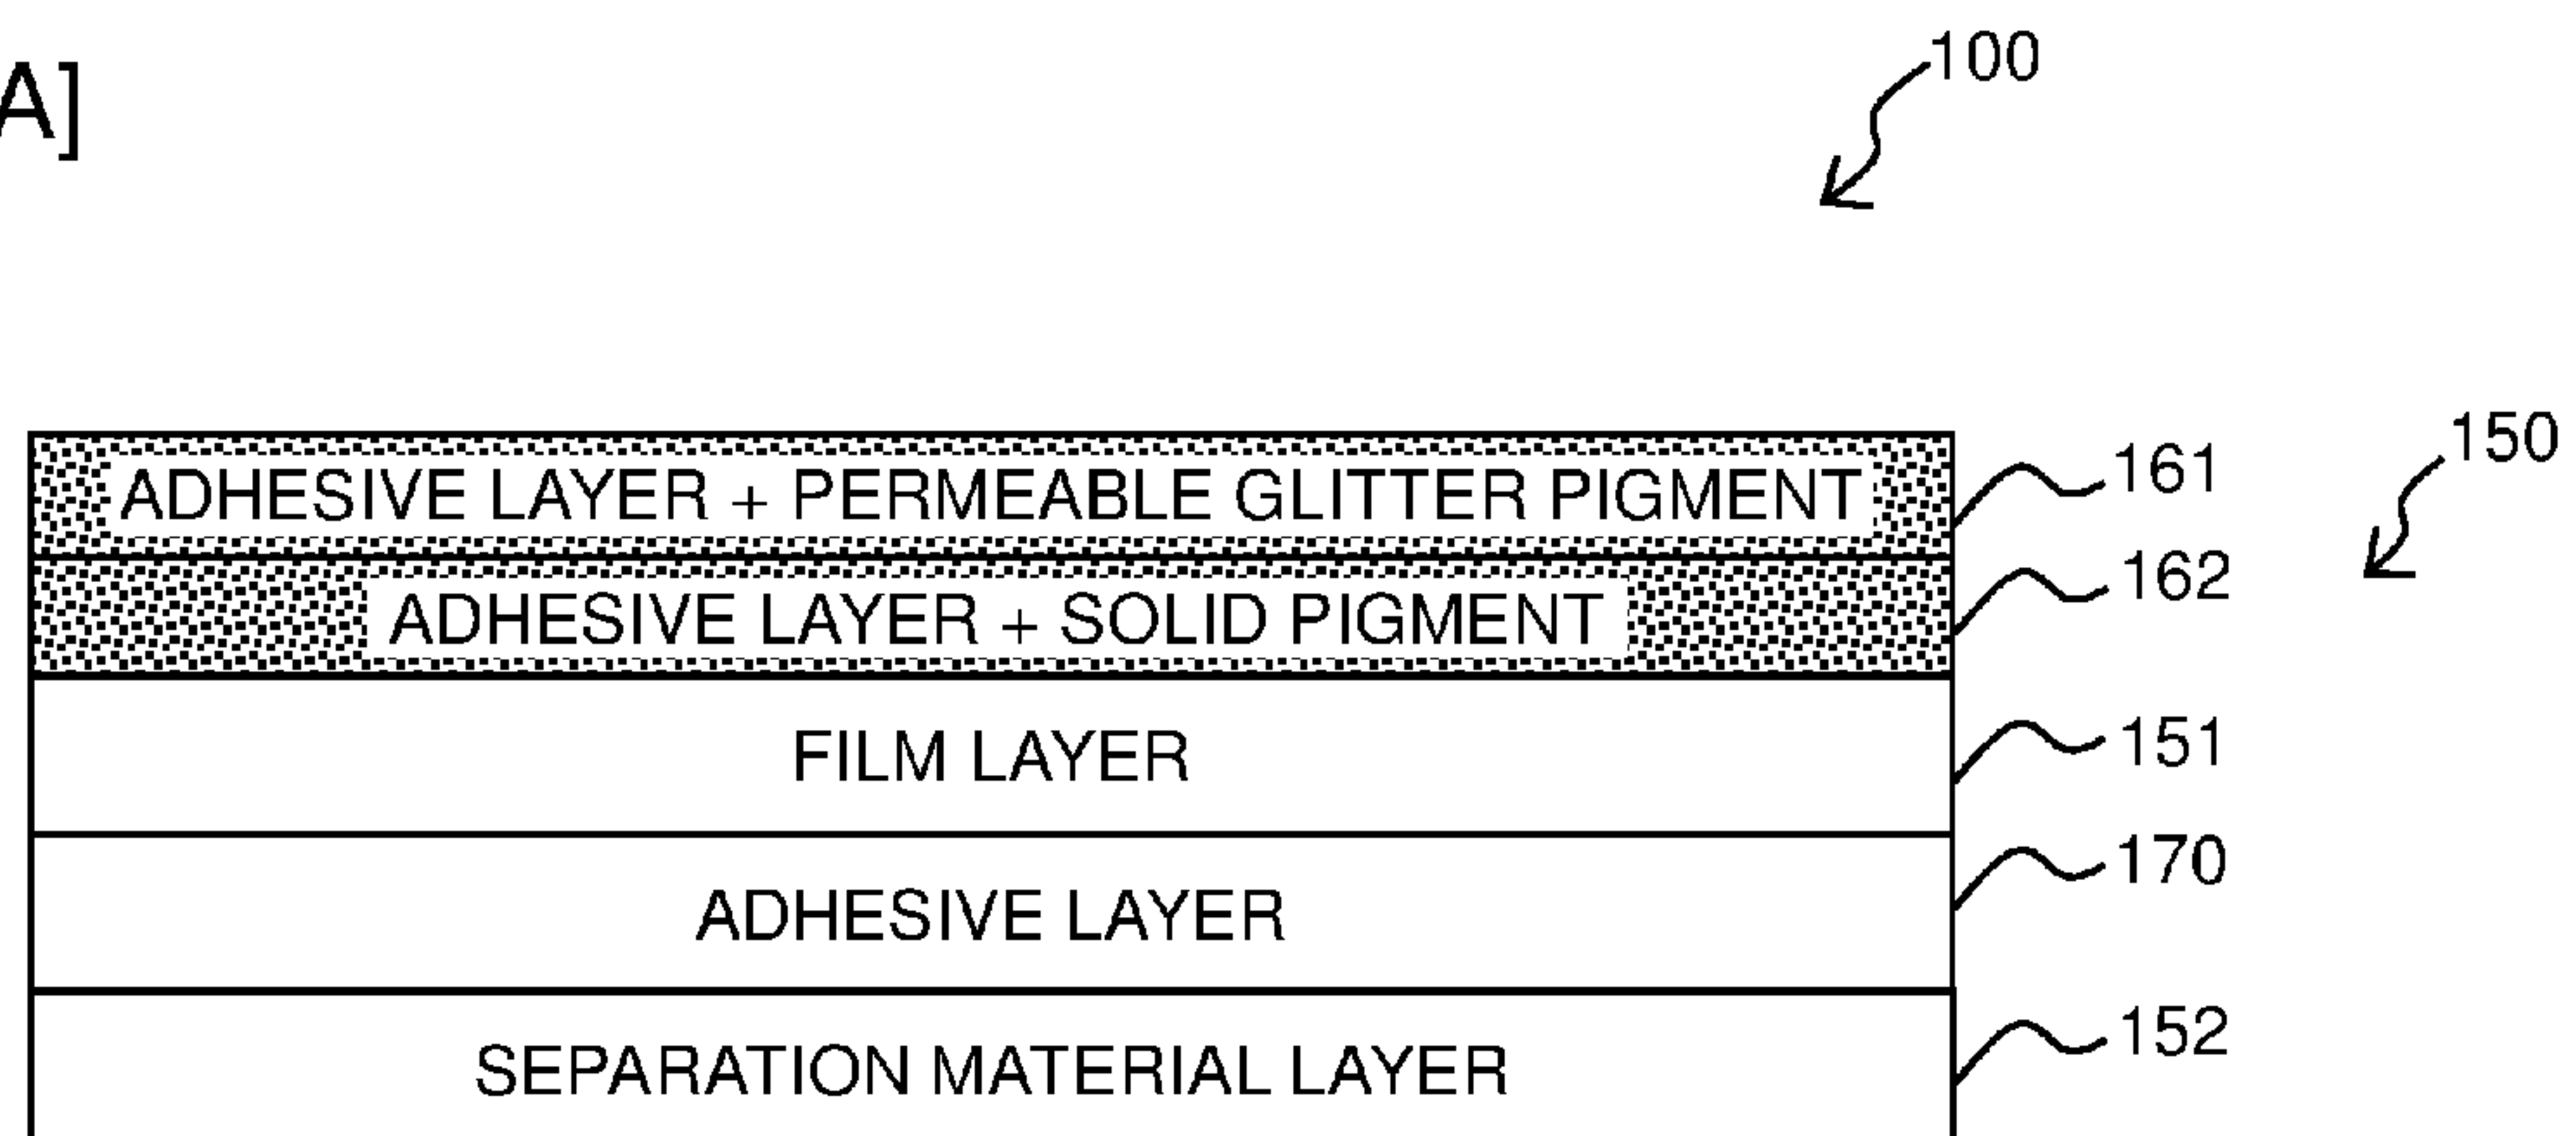 A]
100
150
ADHESIVE LAYER + PERMEABLE GLITTER PIGMENT 161
ADHESIVE LAYER + SOLID PIGMENT 162
FILM LAYER 151
ADHESIVE LAYER 170
SEPARATION MATERIAL LAYER 152